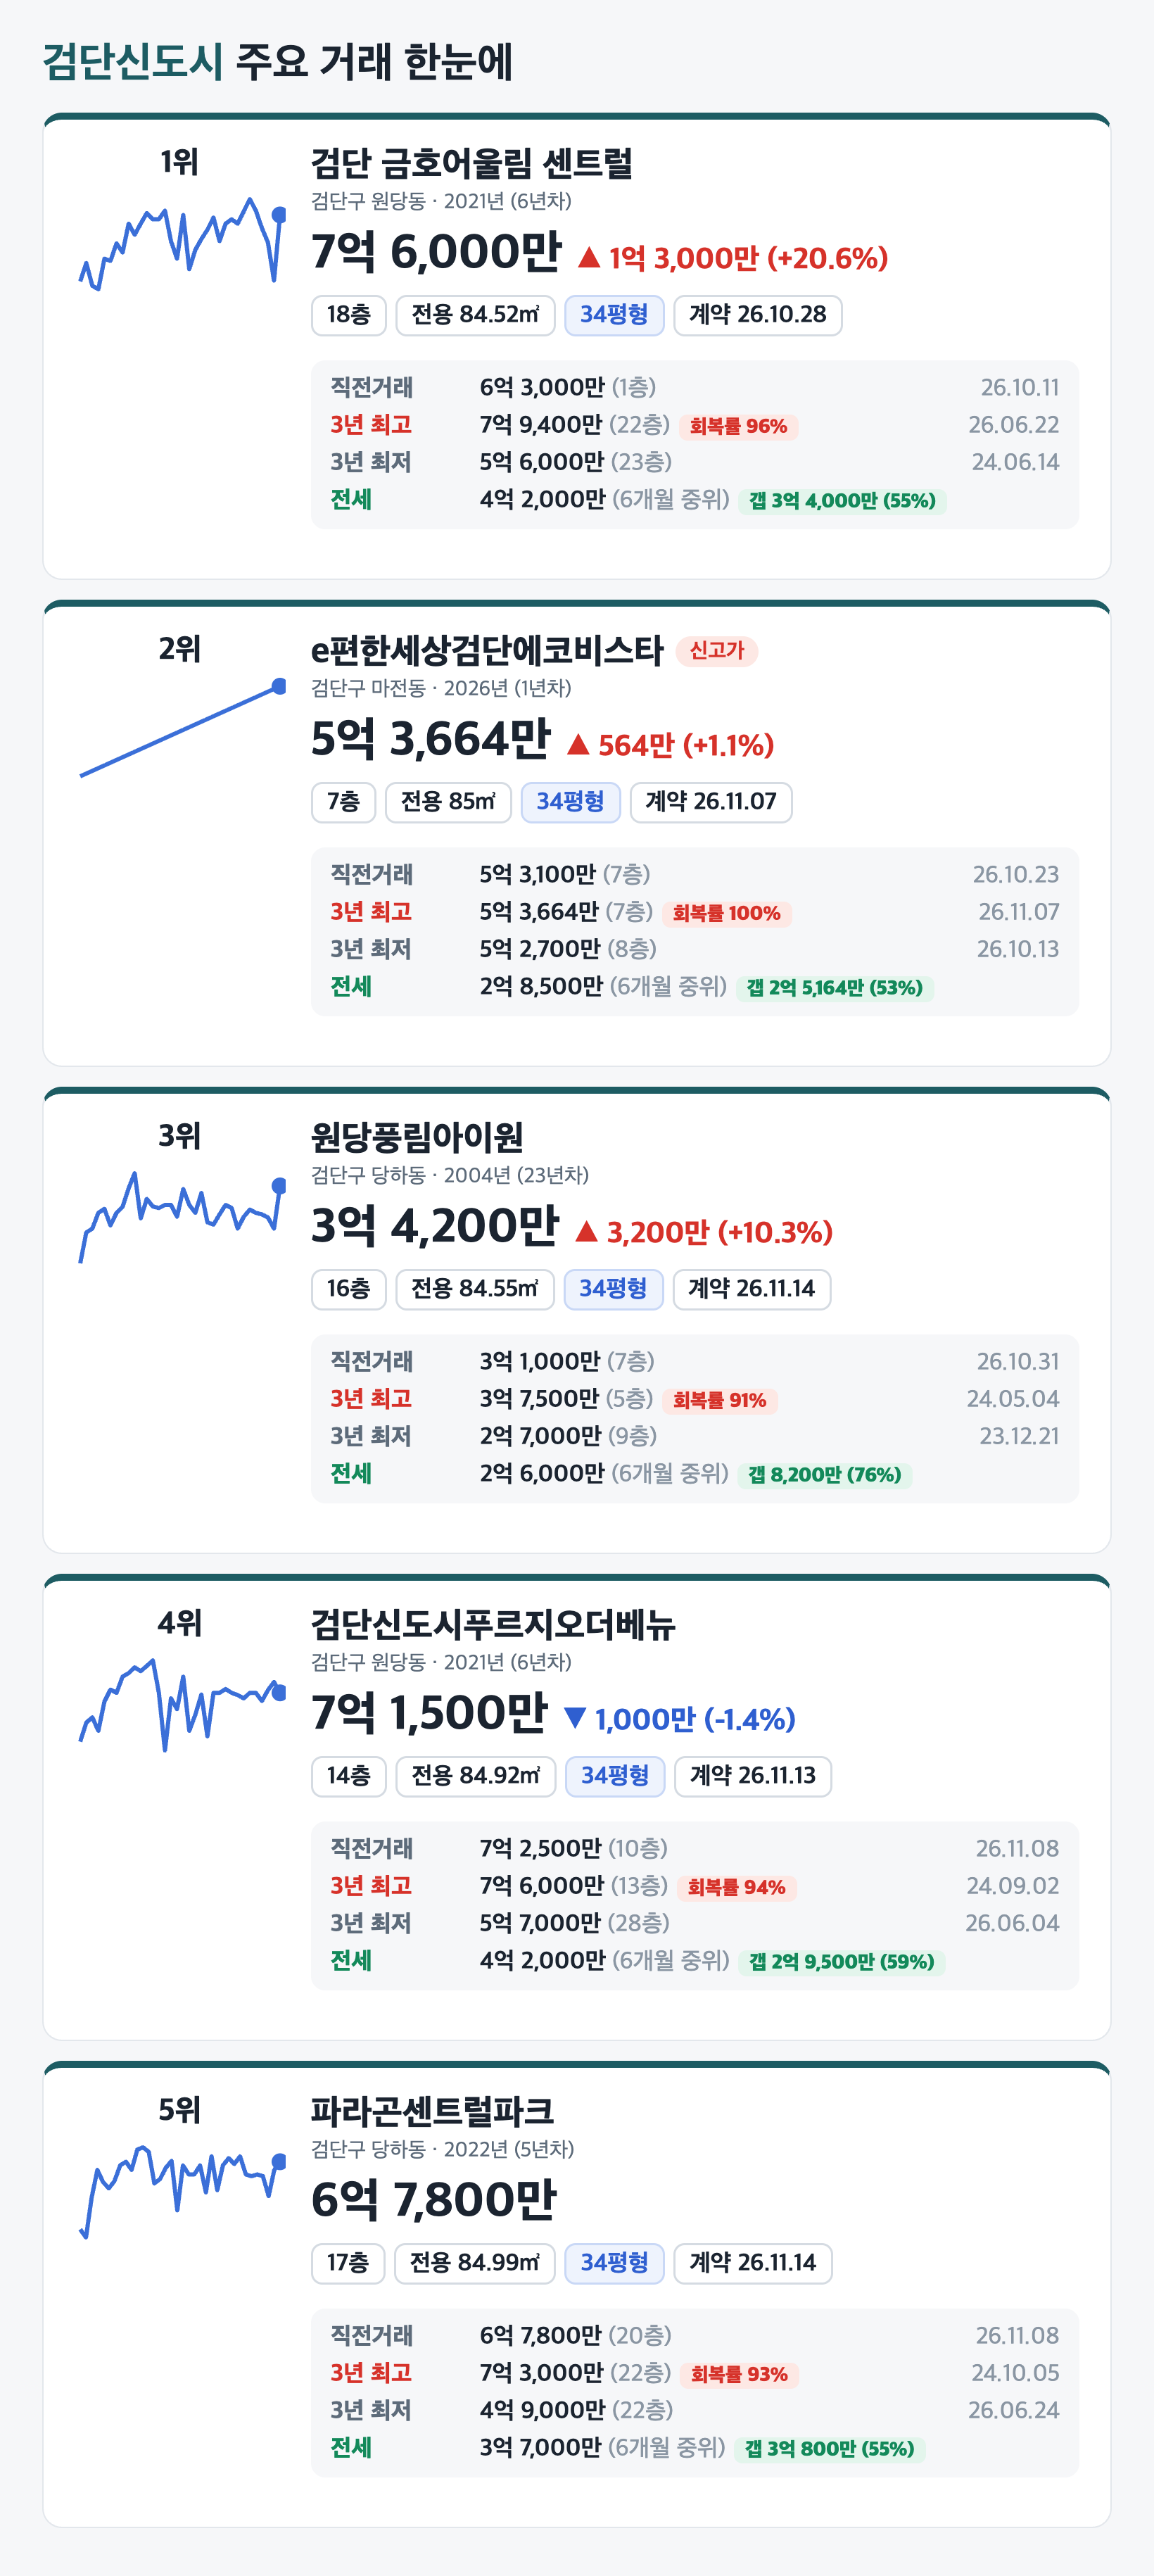 검단신도시 주요 거래 한눈에
1위
검단 금호어울림 센트럴
검단구 원당동 · 2021년 (6년차)
7억 6,000만 ▲ 1억 3,000만 (+20.6%)
18층 전용 84.52㎡ 34평형 계약 26.10.28
직전거래 6억 3,000만 (1층) 26.10.11
3년 최고 7억 9,400만 (22층) 회복률 96% 26.06.22
3년 최저 5억 6,000만 (23층) 24.06.14
전세 4억 2,000만 (6개월 중위) 갭 3억 4,000만 (55%)
2위
e편한세상검단에코비스타 신고가
검단구 마전동 · 2026년 (1년차)
5억 3,664만 ▲ 564만 (+1.1%)
7층 전용 85㎡ 34평형 계약 26.11.07
직전거래 5억 3,100만 (7층) 26.10.23
3년 최고 5억 3,664만 (7층) 회복률 100% 26.11.07
3년 최저 5억 2,700만 (8층) 26.10.13
전세 2억 8,500만 (6개월 중위) 갭 2억 5,164만 (53%)
3위
원당풍림아이원
검단구 당하동 · 2004년 (23년차)
3억 4,200만 ▲ 3,200만 (+10.3%)
16층 전용 84.55㎡ 34평형 계약 26.11.14
직전거래 3억 1,000만 (7층) 26.10.31
3년 최고 3억 7,500만 (5층) 회복률 91% 24.05.04
3년 최저 2억 7,000만 (9층) 23.12.21
전세 2억 6,000만 (6개월 중위) 갭 8,200만 (76%)
4위
검단신도시푸르지오더베뉴
검단구 원당동 · 2021년 (6년차)
7억 1,500만 ▼ 1,000만 (-1.4%)
14층 전용 84.92㎡ 34평형 계약 26.11.13
직전거래 7억 2,500만 (10층) 26.11.08
3년 최고 7억 6,000만 (13층) 회복률 94% 24.09.02
3년 최저 5억 7,000만 (28층) 26.06.04
전세 4억 2,000만 (6개월 중위) 갭 2억 9,500만 (59%)
5위
파라곤센트럴파크
검단구 당하동 · 2022년 (5년차)
6억 7,800만
17층 전용 84.99㎡ 34평형 계약 26.11.14
직전거래 6억 7,800만 (20층) 26.11.08
3년 최고 7억 3,000만 (22층) 회복률 93% 24.10.05
3년 최저 4억 9,000만 (22층) 26.06.24
전세 3억 7,000만 (6개월 중위) 갭 3억 800만 (55%)